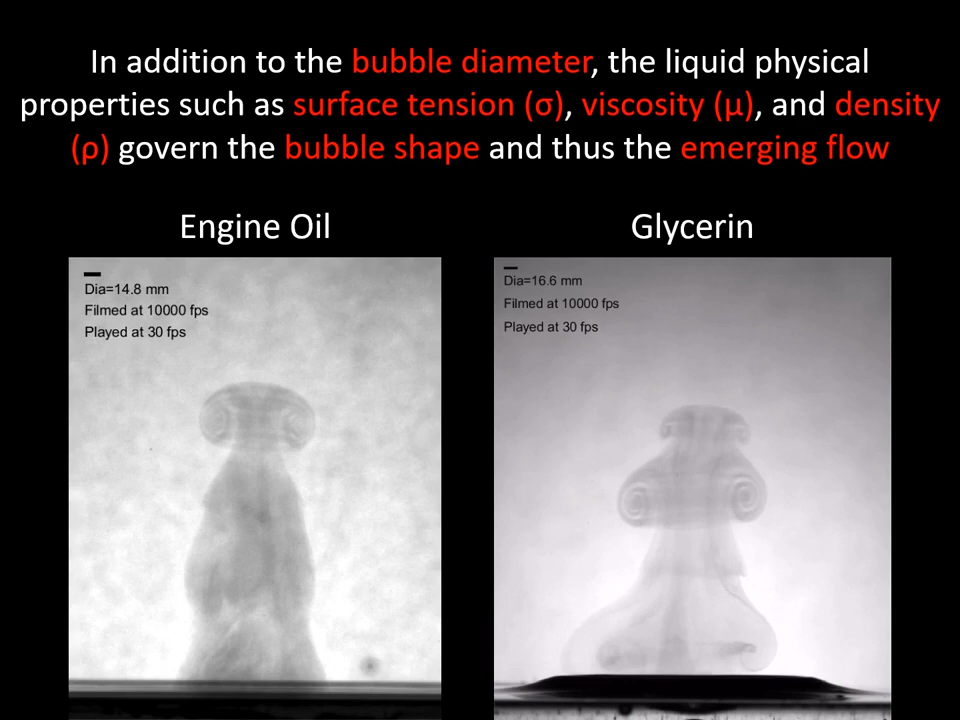 In addition to the bubble diameter, the liquid physical
properties such as surface tension (σ), viscosity (μ), and density
(ρ) govern the bubble shape and thus the emerging flow
Engine Oil
Glycerin
Dia=14.8 mm
Filmed at 10000 fps
Played at 30 fps
Dia=16.6 mm
Filmed at 10000 fps
Played at 30 fps